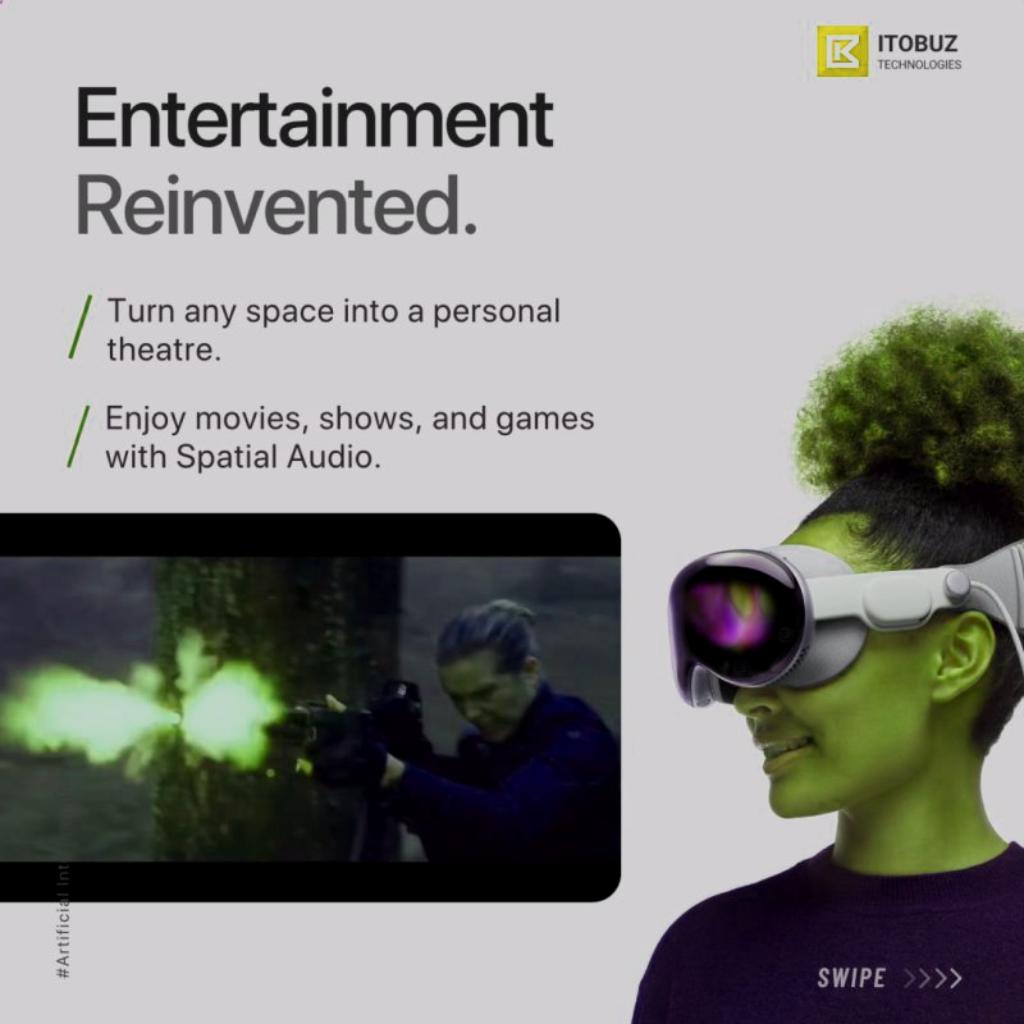 ITOBUZ
TECHNOLOGIES
Entertainment
Reinvented.
Turn any space into a personal
theatre.
Enjoy movies, shows, and games
with Spatial Audio.
#Artificial Int
SWIPE